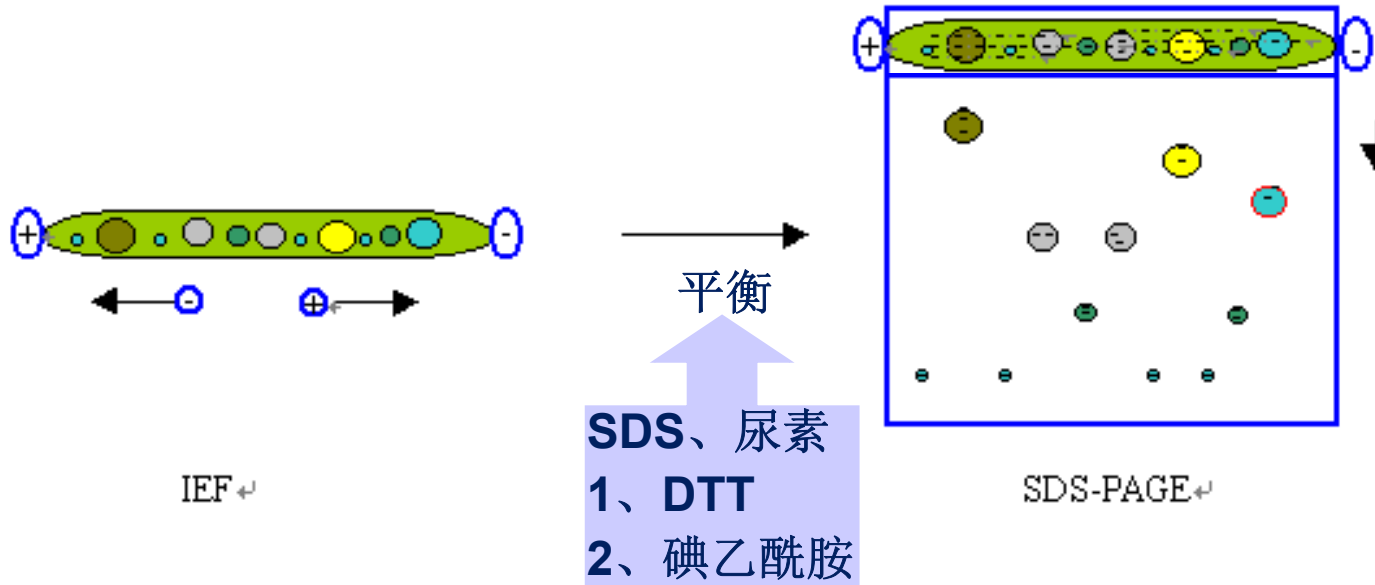 + -
+ -
- +
平衡
SDS、尿素
1、DTT
2、碘乙酰胺
IEF↵
SDS-PAGE↵